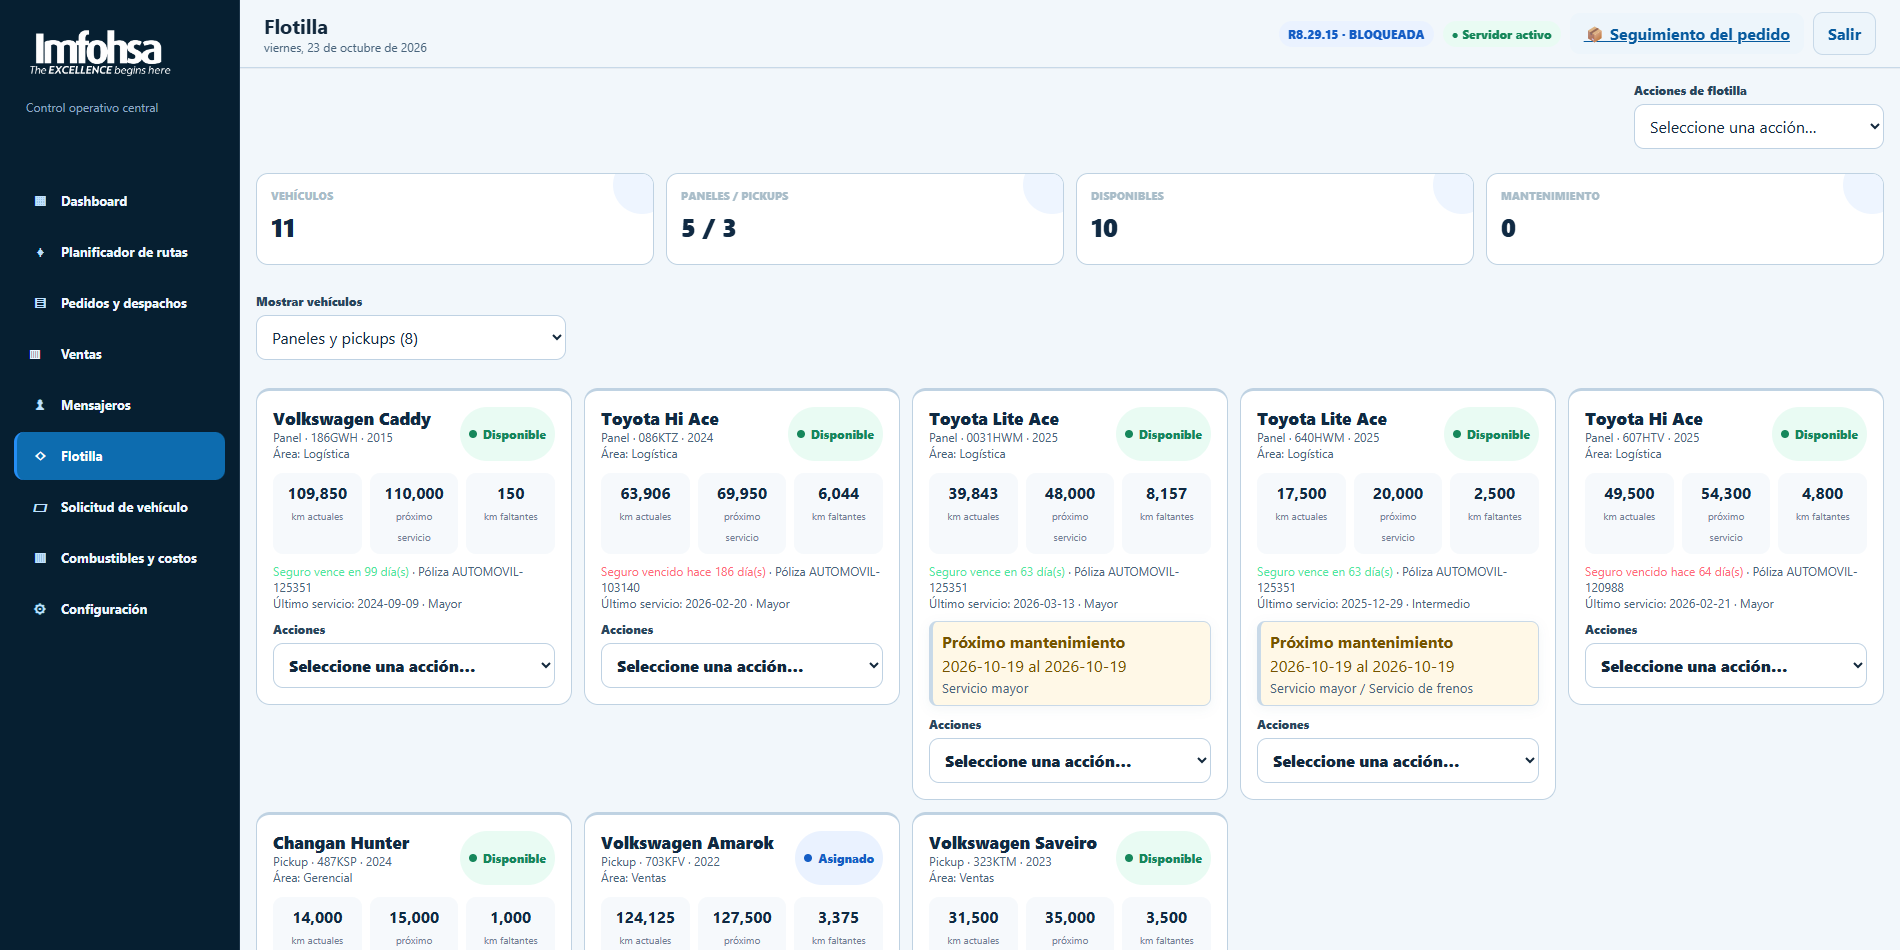 Imfohsa
The EXCELLENCE begins here
Control operativo central
Dashboard
Planificador de rutas
Pedidos y despachos
Ventas
Mensajeros
Flotilla
Solicitud de vehículo
Combustibles y costos
Configuración
Flotilla
viernes, 23 de octubre de 2026
R8.29.15 · BLOQUEADA
• Servidor activo
📦 Seguimiento del pedido
Salir
Acciones de flotilla
Seleccione una acción...
VEHÍCULOS
11
PANELES / PICKUPS
5 / 3
DISPONIBLES
10
MANTENIMIENTO
0
Mostrar vehículos
Paneles y pickups (8)
Volkswagen Caddy
Panel · 186GWH · 2015
Área: Logística
Disponible
109,850
km actuales
110,000
próximo
servicio
150
km faltantes
Seguro vence en 99 día(s) · Póliza AUTOMOVIL-
125351
Último servicio: 2024-09-09 · Mayor
Acciones
Seleccione una acción...
Toyota Hi Ace
Panel · 086KTZ · 2024
Área: Logística
Disponible
63,906
km actuales
69,950
próximo
servicio
6,044
km faltantes
Seguro vencido hace 186 día(s) · Póliza AUTOMOVIL-
103140
Último servicio: 2026-02-20 · Mayor
Acciones
Seleccione una acción...
Toyota Lite Ace
Panel · 0031HWM · 2025
Área: Logística
Disponible
39,843
km actuales
48,000
próximo
servicio
8,157
km faltantes
Seguro vence en 63 día(s) · Póliza AUTOMOVIL-
125351
Último servicio: 2026-03-13 · Mayor
Próximo mantenimiento
2026-10-19 al 2026-10-19
Servicio mayor
Acciones
Seleccione una acción...
Toyota Lite Ace
Panel · 640HWM · 2025
Área: Logística
Disponible
17,500
km actuales
20,000
próximo
servicio
2,500
km faltantes
Seguro vence en 63 día(s) · Póliza AUTOMOVIL-
125351
Último servicio: 2025-12-29 · Intermedio
Próximo mantenimiento
2026-10-19 al 2026-10-19
Servicio mayor / Servicio de frenos
Acciones
Seleccione una acción...
Toyota Hi Ace
Panel · 607HTV · 2025
Área: Logística
Disponible
49,500
km actuales
54,300
próximo
servicio
4,800
km faltantes
Seguro vencido hace 64 día(s) · Póliza AUTOMOVIL-
120988
Último servicio: 2026-02-21 · Mayor
Acciones
Seleccione una acción...
Changan Hunter
Pickup · 487KSP · 2024
Área: Gerencial
Disponible
14,000
km actuales
15,000
próximo
1,000
km faltantes
Volkswagen Amarok
Pickup · 703KFV · 2022
Área: Ventas
Asignado
124,125
km actuales
127,500
próximo
3,375
km faltantes
Volkswagen Saveiro
Pickup · 323KTM · 2023
Área: Ventas
Disponible
31,500
km actuales
35,000
próximo
3,500
km faltantes